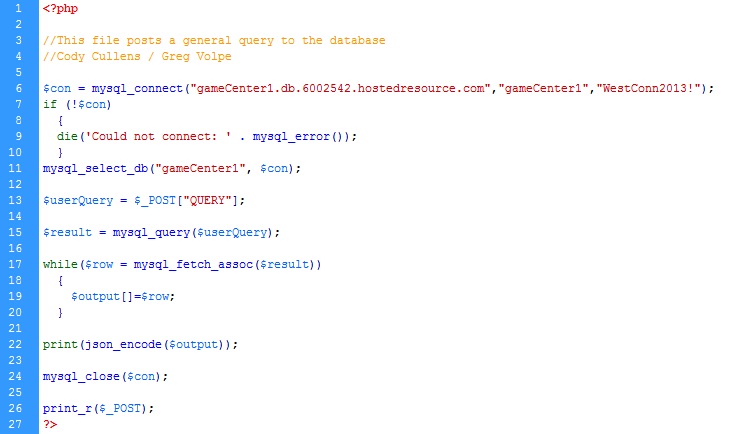 1 <?php
2
3 //This file posts a general query to the database
4 //Cody Cullens / Greg Volpe
5
6 $con = mysql_connect("gameCenter1.db.6002542.hostedresource.com","gameCenter1","WestConn2013!");
7 if (!$con)
8 {
9 die('Could not connect: ' . mysql_error());
10 }
11 mysql_select_db("gameCenter1", $con);
12
13 $userQuery = $_POST["QUERY"];
14
15 $result = mysql_query($userQuery);
16
17 while($row = mysql_fetch_assoc($result))
18 {
19 $output[]=$row;
20 }
21
22 print(json_encode($output));
23
24 mysql_close($con);
25
26 print_r($_POST);
27 ?>